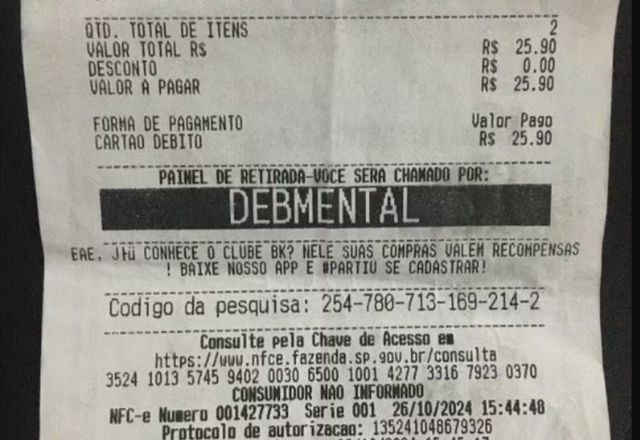 QTD. TOTAL DE ITENS 2
VALOR TOTAL R$ R$ 25.90
DESCONTO R$ 0.00
VALOR A PAGAR R$ 25.90
FORMA DE PAGAMENTO Valor Pago
CARTAO DEBITO R$ 25.90
PAINEL DE RETIRADA-VOCE SERA CHAMADO POR:
DEBMENTAL
EAE, J‡ü CONHECE O CLUBE BK? NELE SUAS COMPRAS VALEM RECOMPENSAS
! BAIXE NOSSO APP E #PARTIU SE CADASTRAR!
Codigo da pesquisa: 254-780-713-169-214-2
Consulte pela Chave de Acesso em
https://www.nfce.fazenda.sp.gov.br/consulta
3524 1013 5745 9402 0030 6500 1001 4277 3316 7923 0370
CONSUMIDOR NAO INFORMADO
NFC-e Numero 001427733 Serie 001 26/10/2024 15:44:48
Protocolo de autorizacao: 135241048679326